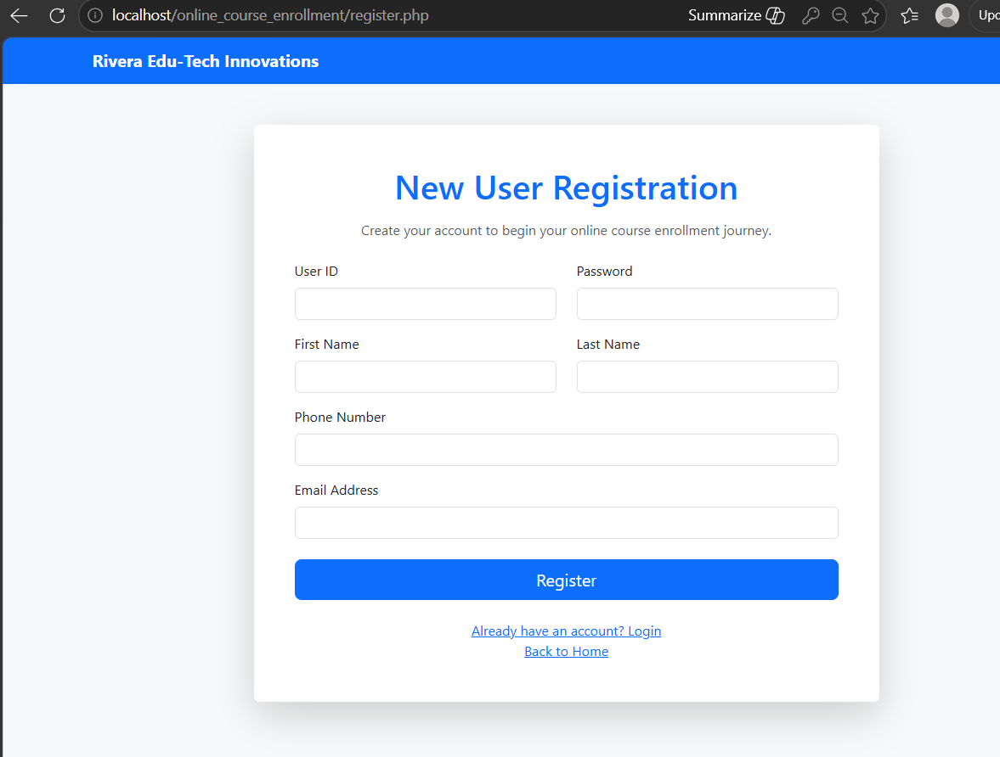 localhost/online_course_enrollment/register.php Summarize Upc
Rivera Edu-Tech Innovations
New User Registration
Create your account to begin your online course enrollment journey.
User ID Password
First Name Last Name
Phone Number
Email Address
Register
Already have an account? Login
Back to Home